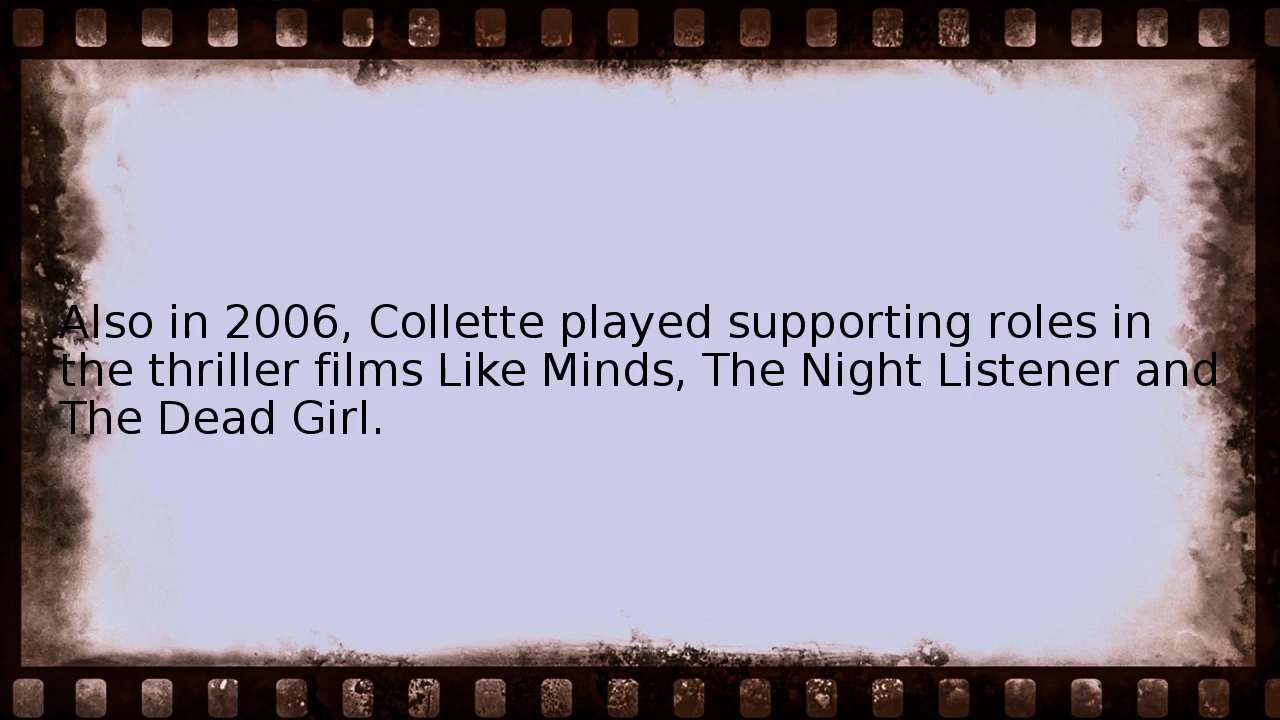 Also in 2006, Collette played supporting roles in
the thriller films Like Minds, The Night Listener and
The Dead Girl.